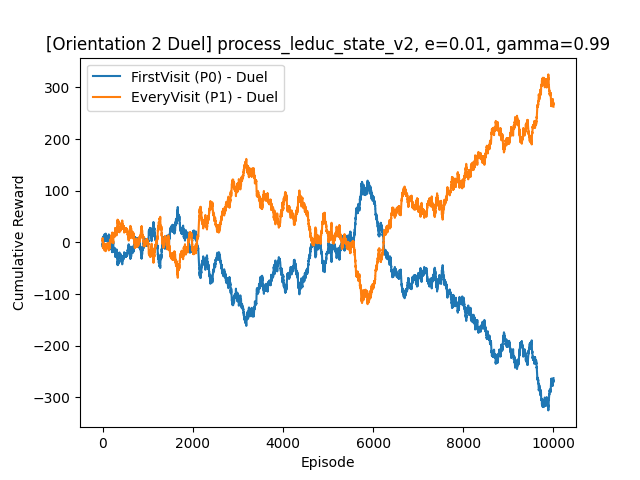 [Orientation 2 Duel] process_leduc_state_v2, e=0.01, gamma=0.99
FirstVisit (P0) - Duel
EveryVisit (P1) - Duel
300
200
100
0
−100
−200
−300
Cumulative Reward
0
2000
4000
6000
8000
10000
Episode